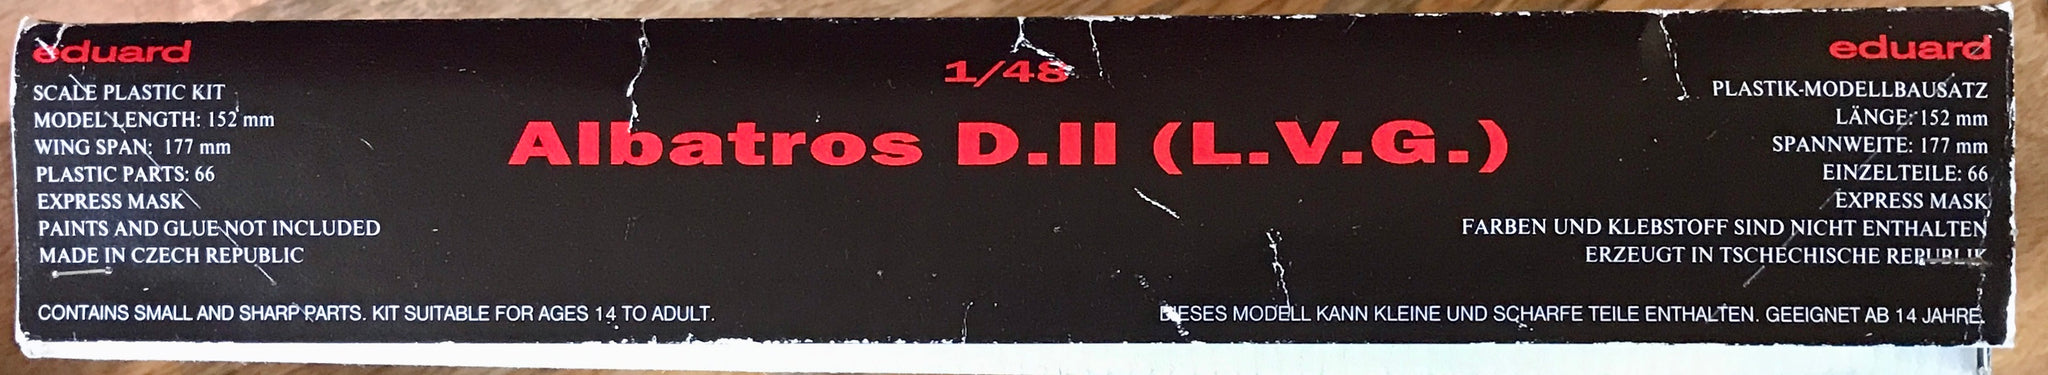 eduard
SCALE PLASTIC KIT
MODEL LENGTH: 152 mm
WING SPAN: 177 mm
PLASTIC PARTS: 66
EXPRESS MASK
PAINTS AND GLUE NOT INCLUDED
MADE IN CZECH REPUBLIC
CONTAINS SMALL AND SHARP PARTS. KIT SUITABLE FOR AGES 14 TO ADULT.
1/48
Albatros D.II (L.V.G.)
eduard
PLASTIK-MODELLBAUSATZ
LÄNGE: 152 mm
SPANNWEITE: 177 mm
EINZELTEILE: 66
EXPRESS MASK
FARBEN UND KLEBSTOFF SIND NICHT ENTHALTEN
ERZEUGT IN TSCHECHISCHE REPUBLIK
DIESES MODELL KANN KLEINE UND SCHARFE TEILE ENTHALTEN. GEEIGNET AB 14 JAHRE.